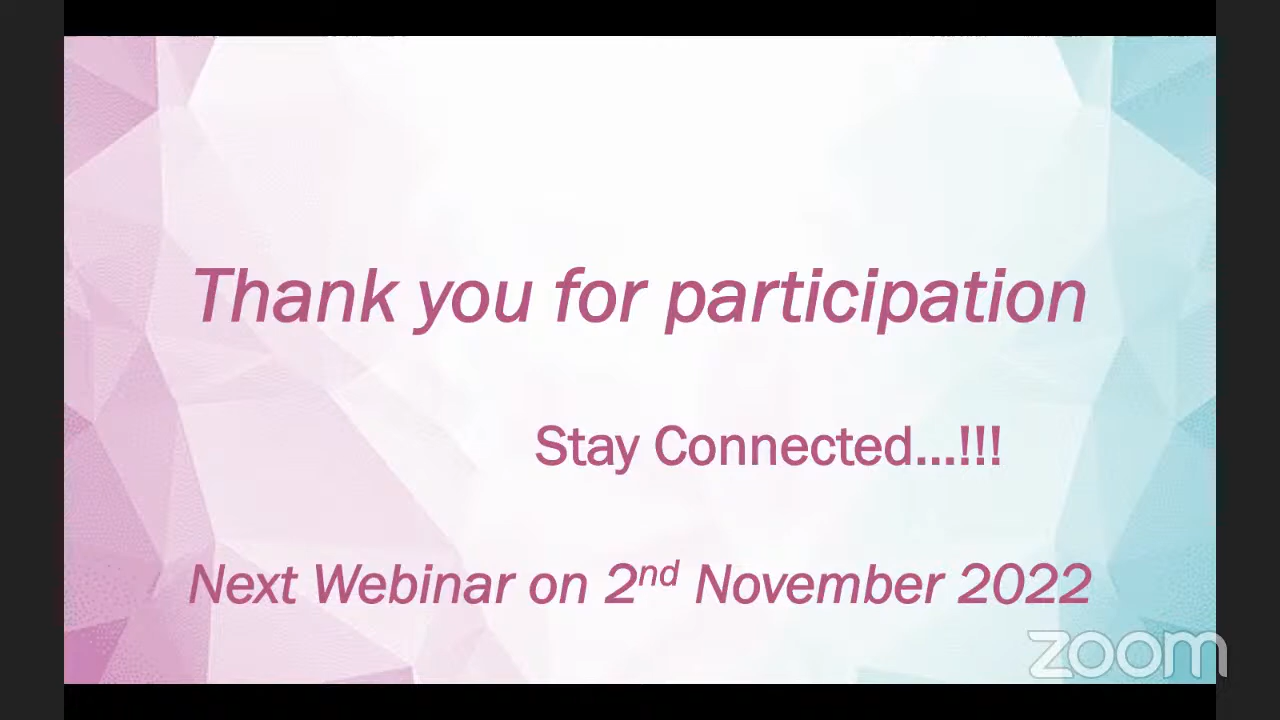 Thank you for participation
Stay Connected...!!!
Next Webinar on 2nd November 2022
zoom